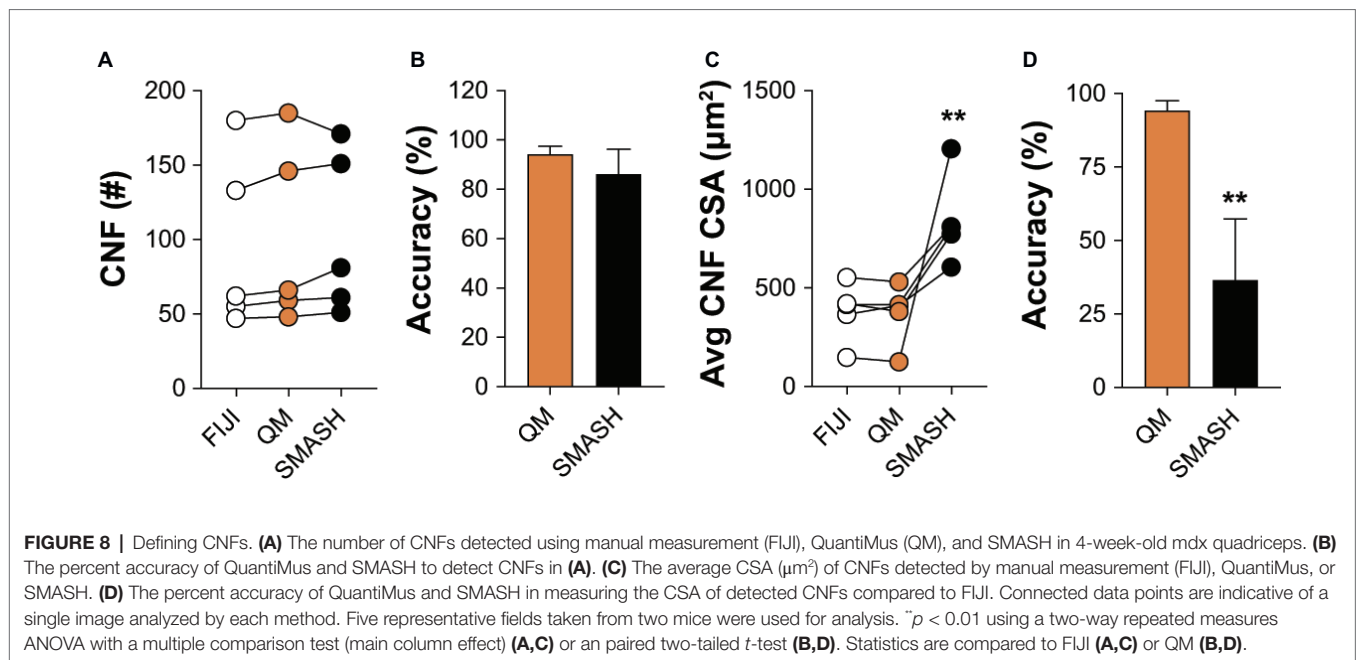 A
CNF (#)
200
150
100
50
0
FIJI
QM
SMASH
B
Accuracy (%)
120
100
80
60
40
20
0
QM
SMASH
C
Avg CNF CSA (μm²)
1500
1000
500
0
**
FIJI
QM
SMASH
D
Accuracy (%)
100
75
50
25
0
**
QM
SMASH
FIGURE 8 | Defining CNFs. (A) The number of CNFs detected using manual measurement (FIJI), QuantiMus (QM), and SMASH in 4-week-old mdx quadriceps. (B)
The percent accuracy of QuantiMus and SMASH to detect CNFs in (A). (C) The average CSA (μm²) of CNFs detected by manual measurement (FIJI), QuantiMus, or
SMASH. (D) The percent accuracy of QuantiMus and SMASH in measuring the CSA of detected CNFs compared to FIJI. Connected data points are indicative of a
single image analyzed by each method. Five representative fields taken from two mice were used for analysis. **p < 0.01 using a two-way repeated measures
ANOVA with a multiple comparison test (main column effect) (A,C) or an paired two-tailed t-test (B,D). Statistics are compared to FIJI (A,C) or QM (B,D).